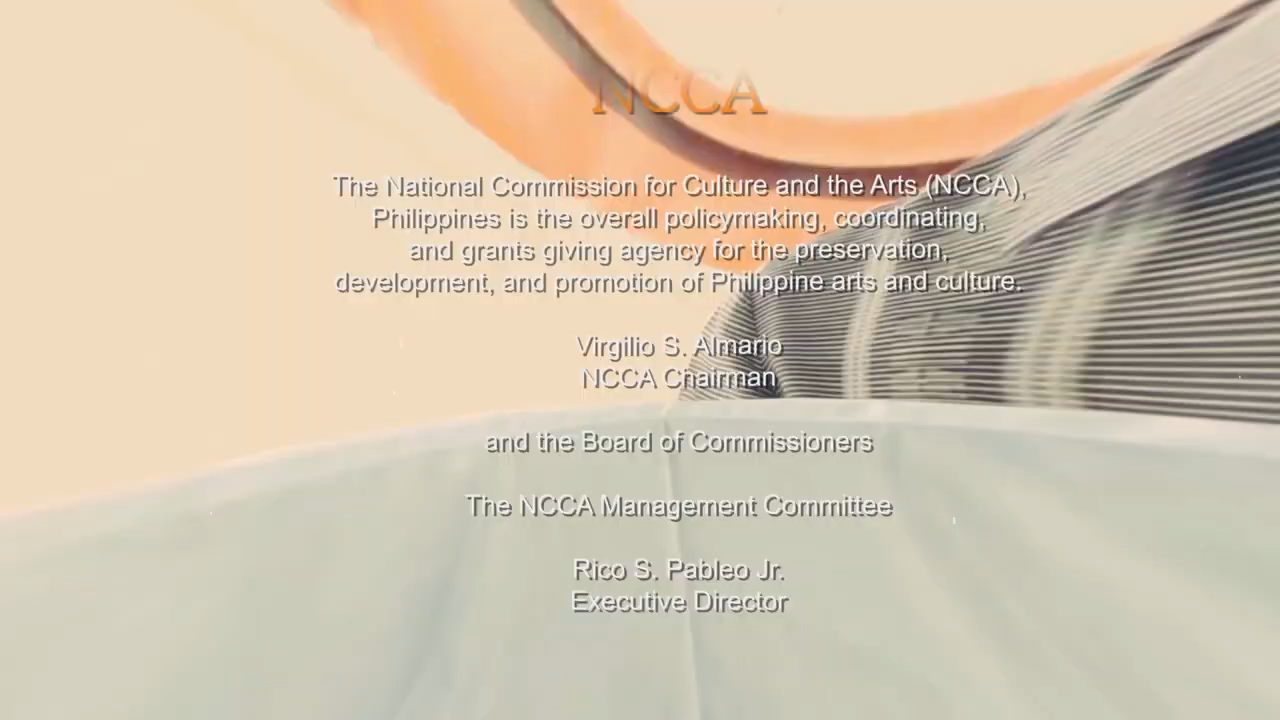 NCCA
The National Commission for Culture and the Arts (NCCA),
Philippines is the overall policymaking, coordinating,
and grants giving agency for the preservation,
development, and promotion of Philippine arts and culture.
Virgilio S. Almario
NCCA Chairman
and the Board of Commissioners
The NCCA Management Committee
Rico S. Pableo Jr.
Executive Director